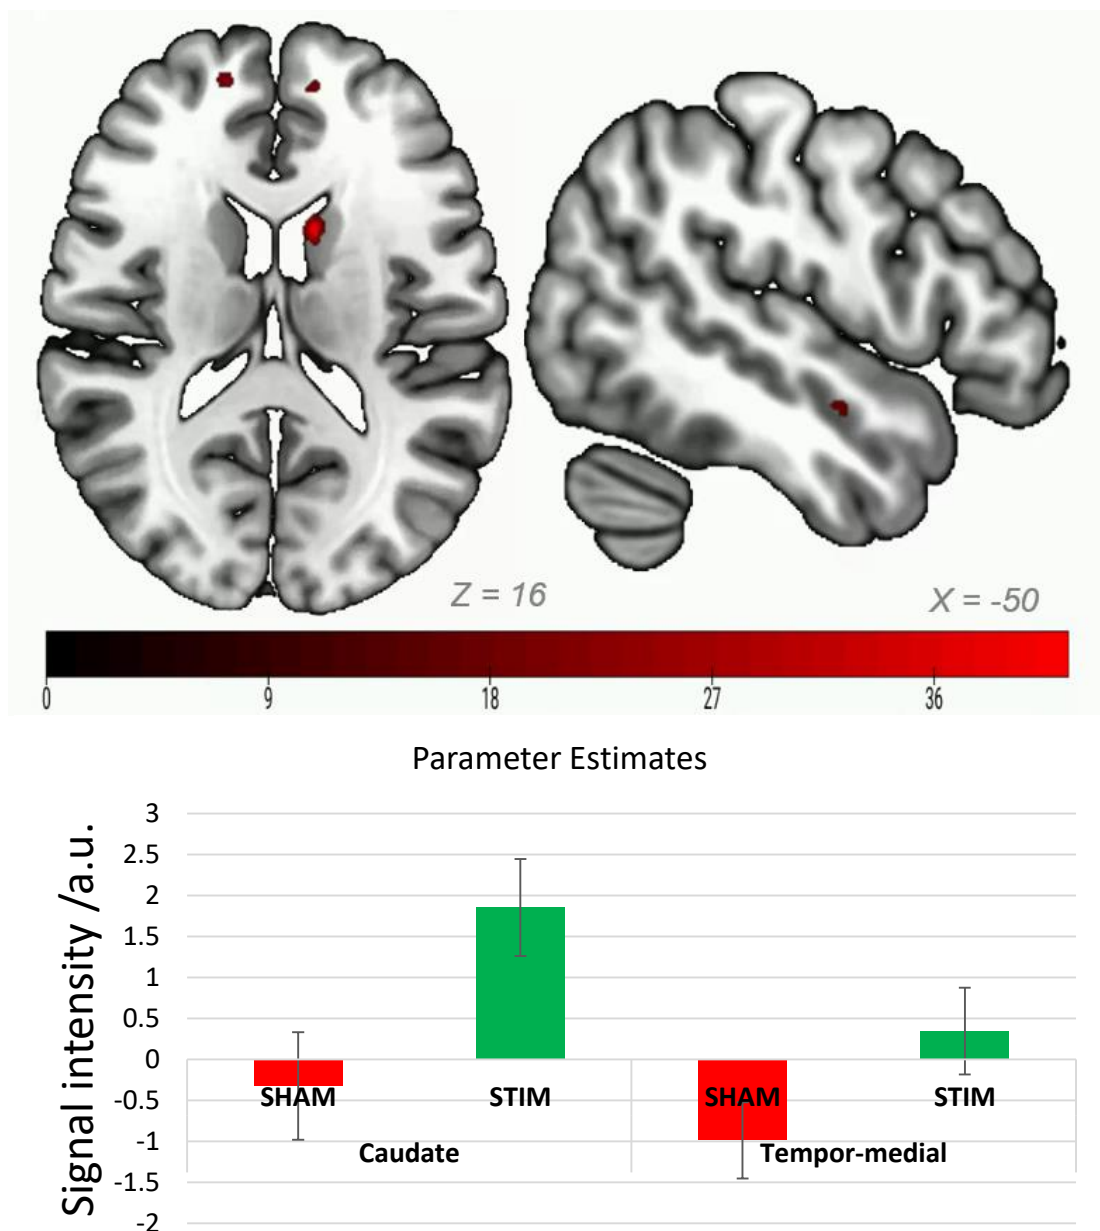 Z = 16
X = -50
0 9 18 27 36
Parameter Estimates
Signal intensity /a.u.
3
2.5
2
1.5
1
0.5
0
-0.5
-1
-1.5
-2
SHAM STIM SHAM STIM
Caudate Tempor-medial